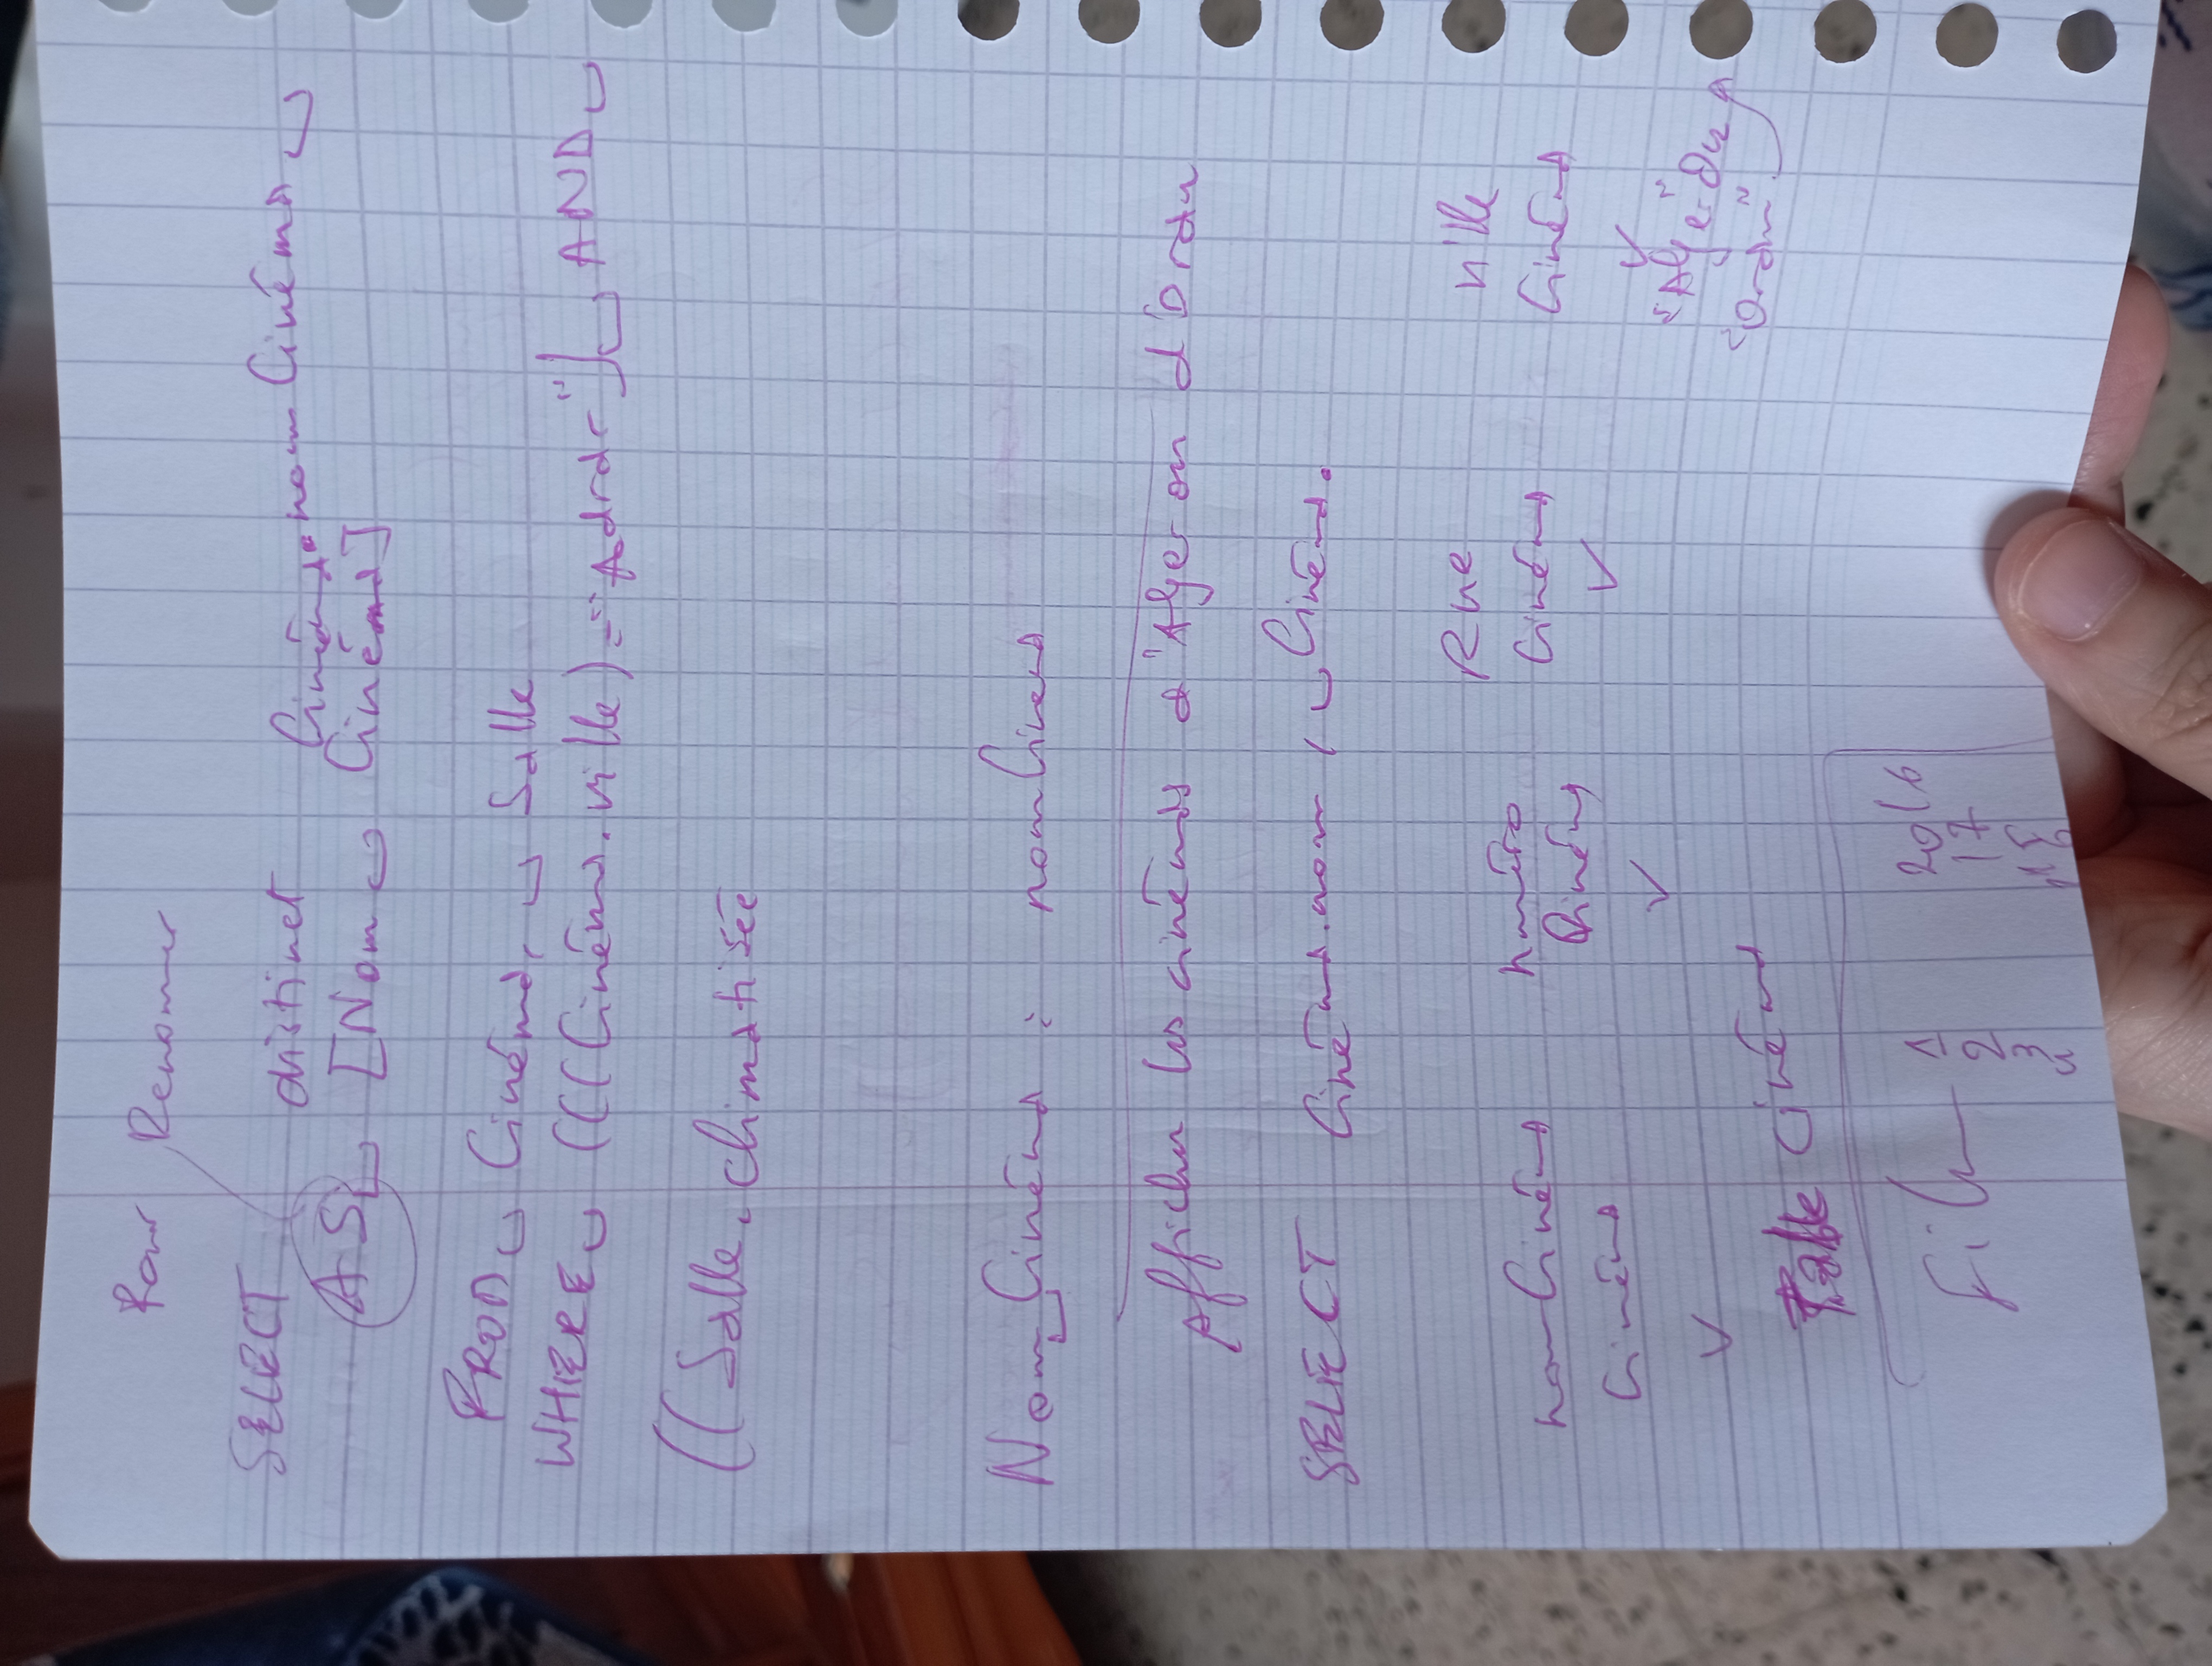 Pour Renomer
SELECT distinct Cinéma.nomCinéma
AS [Nom Cinéma]
FROM Cinéma, Salle
WHERE (((Cinéma.ville)="Adrar") AND
((Salle.climatisée
Nom Cinéma : nomCinéma
Afficher les cinémas d'Alger ou d'Oran
SELECT Cinéma.nom, Cinéma.
nomCinéma numéro Rue ville
Cinéma Cinéma Cinéma Cinéma
"Alger" Ou
"Oran"
Table Cinéma
Film 1 2016
2 17
3 15
4